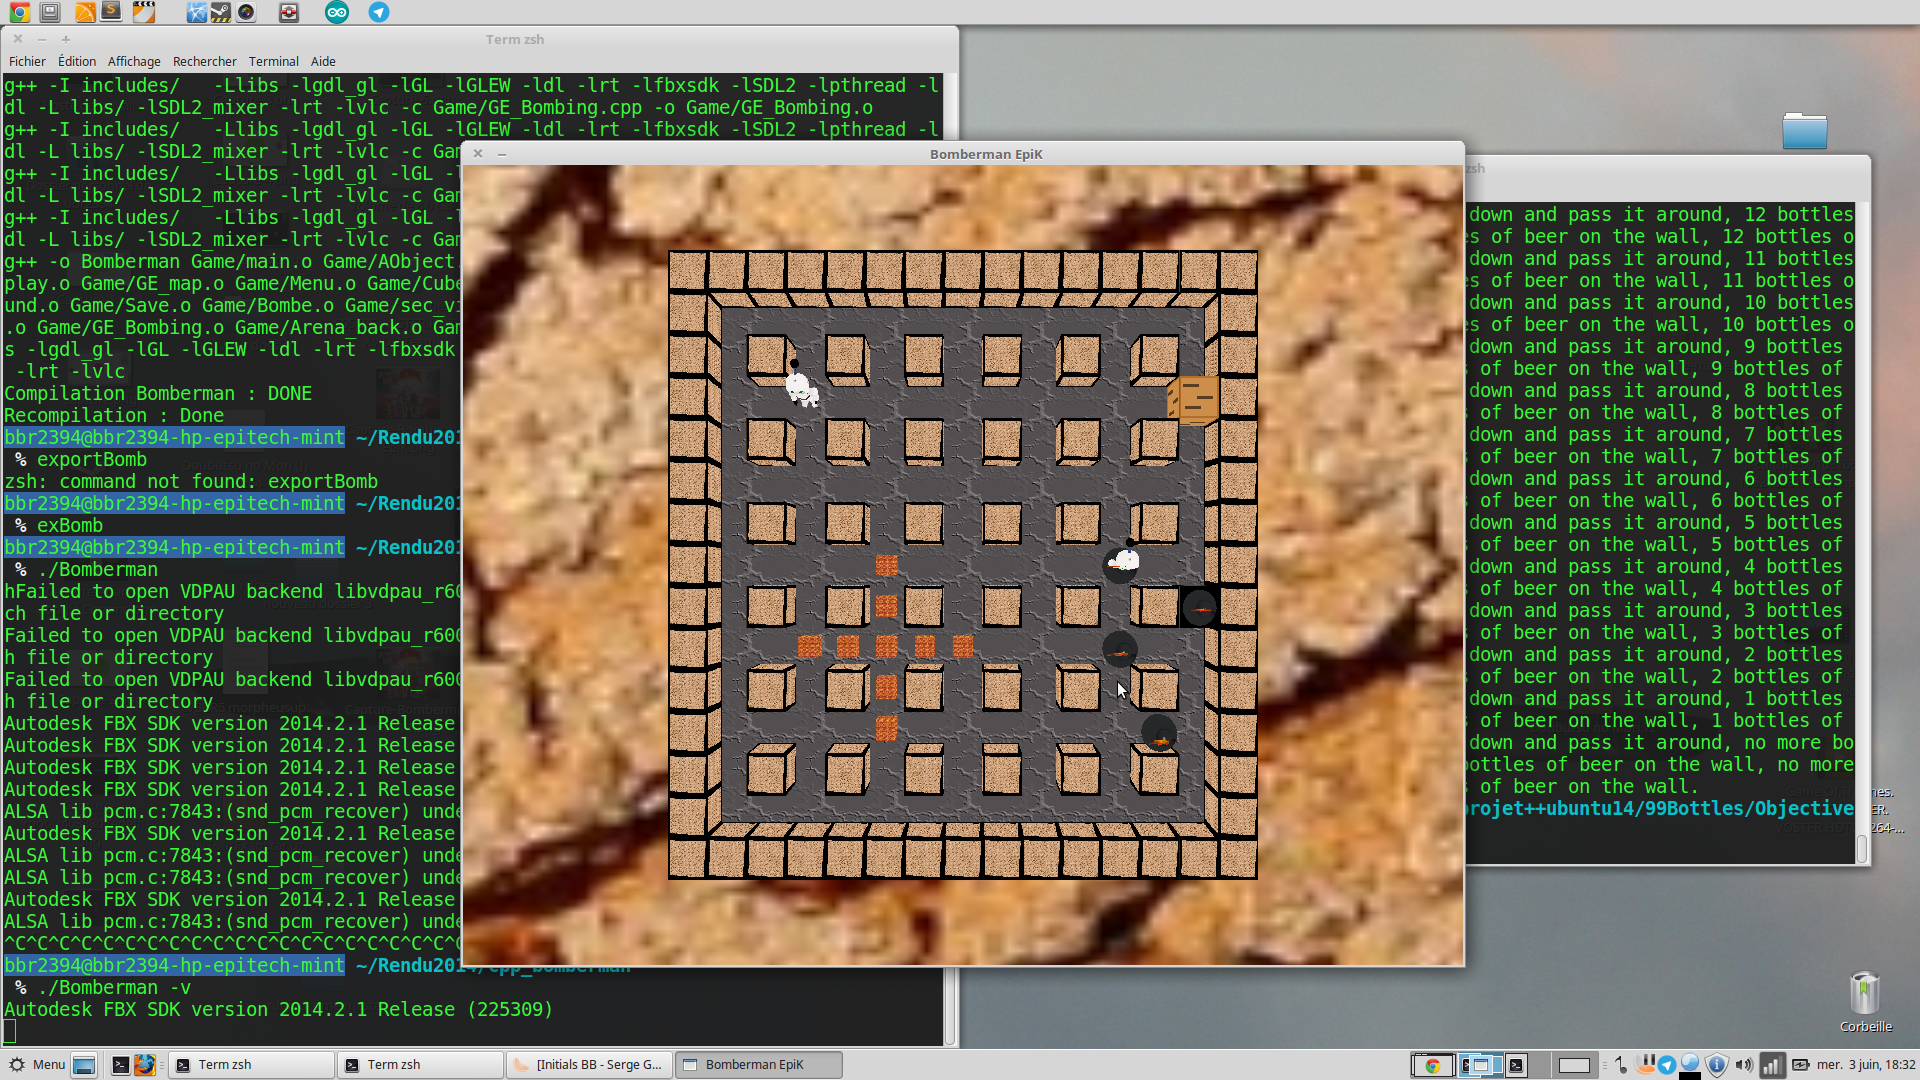 Term zsh
Fichier Édition Affichage Rechercher Terminal Aide
g++ -I includes/   -Llibs -lgdl_gl -lGL -lGLEW -ldl -lrt -lfbxsdk -lSDL2 -lpthread -l
dl -L libs/ -lSDL2_mixer -lrt -lvlc -c Game/GE_Bombing.cpp -o Game/GE_Bombing.o
g++ -I includes/   -Llibs -lgdl_gl -lGL -lGLEW -ldl -lrt -lfbxsdk -lSDL2 -lpthread -l
dl -L libs/ -lSDL2_mixer -lrt -lvlc -c Gam
g++ -I includes/   -Llibs -lgdl_gl -lGL -l
dl -L libs/ -lSDL2_mixer -lrt -lvlc -c Gam
g++ -I includes/   -Llibs -lgdl_gl -lGL -l
dl -L libs/ -lSDL2_mixer -lrt -lvlc -c Gam
g++ -o Bomberman Game/main.o Game/AObject.
play.o Game/GE_map.o Game/Menu.o Game/Cube
und.o Game/Save.o Game/Bombe.o Game/sec_vi
.o Game/GE_Bombing.o Game/Arena_back.o Gam
s -lgdl_gl -lGL -lGLEW -ldl -lrt -lfbxsdk
-lrt -lvlc
Compilation Bomberman : DONE
Recompilation : Done
bbr2394@bbr2394-hp-epitech-mint ~/Rendu201
% exportBomb
zsh: command not found: exportBomb
bbr2394@bbr2394-hp-epitech-mint ~/Rendu201
% exBomb
bbr2394@bbr2394-hp-epitech-mint ~/Rendu201
% ./Bomberman
hFailed to open VDPAU backend libvdpau_r600
ch file or directory
Failed to open VDPAU backend libvdpau_r600
h file or directory
Failed to open VDPAU backend libvdpau_r600
h file or directory
Autodesk FBX SDK version 2014.2.1 Release
Autodesk FBX SDK version 2014.2.1 Release
Autodesk FBX SDK version 2014.2.1 Release
Autodesk FBX SDK version 2014.2.1 Release
ALSA lib pcm.c:7843:(snd_pcm_recover) unde
Autodesk FBX SDK version 2014.2.1 Release
ALSA lib pcm.c:7843:(snd_pcm_recover) unde
ALSA lib pcm.c:7843:(snd_pcm_recover) unde
Autodesk FBX SDK version 2014.2.1 Release
ALSA lib pcm.c:7843:(snd_pcm_recover) unde
^C^C^C^C^C^C^C^C^C^C^C^C^C^C^C^C^C^C^C^C^C
bbr2394@bbr2394-hp-epitech-mint ~/Rendu2014/cpp_bomberman
% ./Bomberman -v
Autodesk FBX SDK version 2014.2.1 Release (225309)
Bomberman EpiK
zsh
down and pass it around, 12 bottles
s of beer on the wall, 12 bottles o
down and pass it around, 11 bottles
s of beer on the wall, 11 bottles o
down and pass it around, 10 bottles
es of beer on the wall, 10 bottles o
down and pass it around, 9 bottles
s of beer on the wall, 9 bottles of
down and pass it around, 8 bottles
s of beer on the wall, 8 bottles of
down and pass it around, 7 bottles
s of beer on the wall, 7 bottles of
down and pass it around, 6 bottles
s of beer on the wall, 6 bottles of
down and pass it around, 5 bottles
s of beer on the wall, 5 bottles of
down and pass it around, 4 bottles
s of beer on the wall, 4 bottles of
down and pass it around, 3 bottles
s of beer on the wall, 3 bottles of
down and pass it around, 2 bottles
s of beer on the wall, 2 bottles of
down and pass it around, 1 bottles
s of beer on the wall, 1 bottles of
down and pass it around, no more bo
ottles of beer on the wall, no more
s of beer on the wall.
projet++ubuntu14/99Bottles/Objective
Corbeille
Menu
Term zsh
Term zsh
[Initials BB - Serge G...
Bomberman EpiK
mer. 3 juin, 18:32